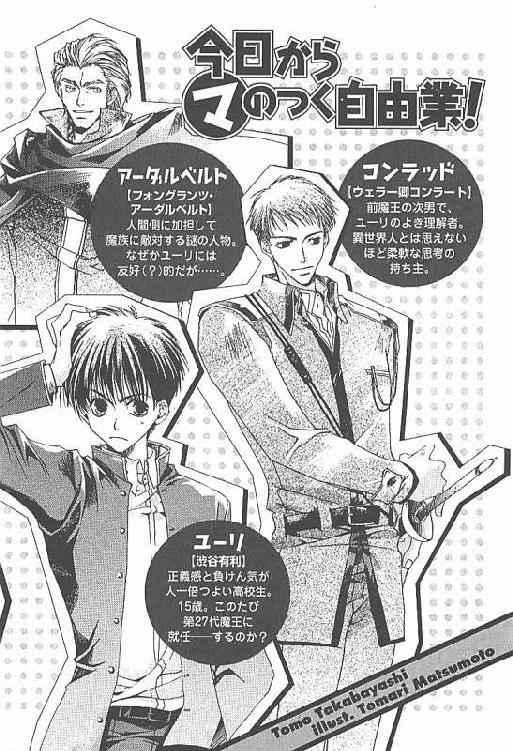 今日から
マのつく自由業！
アーダルベルト
【フォングランツ・
アーダルベルト】
人間側に加担して
魔族に敵対する謎の人物。
なぜかユーリには
友好（？）的だが……。
コンラッド
【ウェラー卿コンラート】
前魔王の次男で、
ユーリのよき理解者。
異世界人とは思えない
ほど柔軟な思考の
持ち主。
ユーリ
【渋谷有利】
正義感と負けん気が
人一倍つよい高校生。
15歳。このたび
第27代魔王に
就任──するのか？
Tomo Takabayashi
illust. Tomari Matsumoto